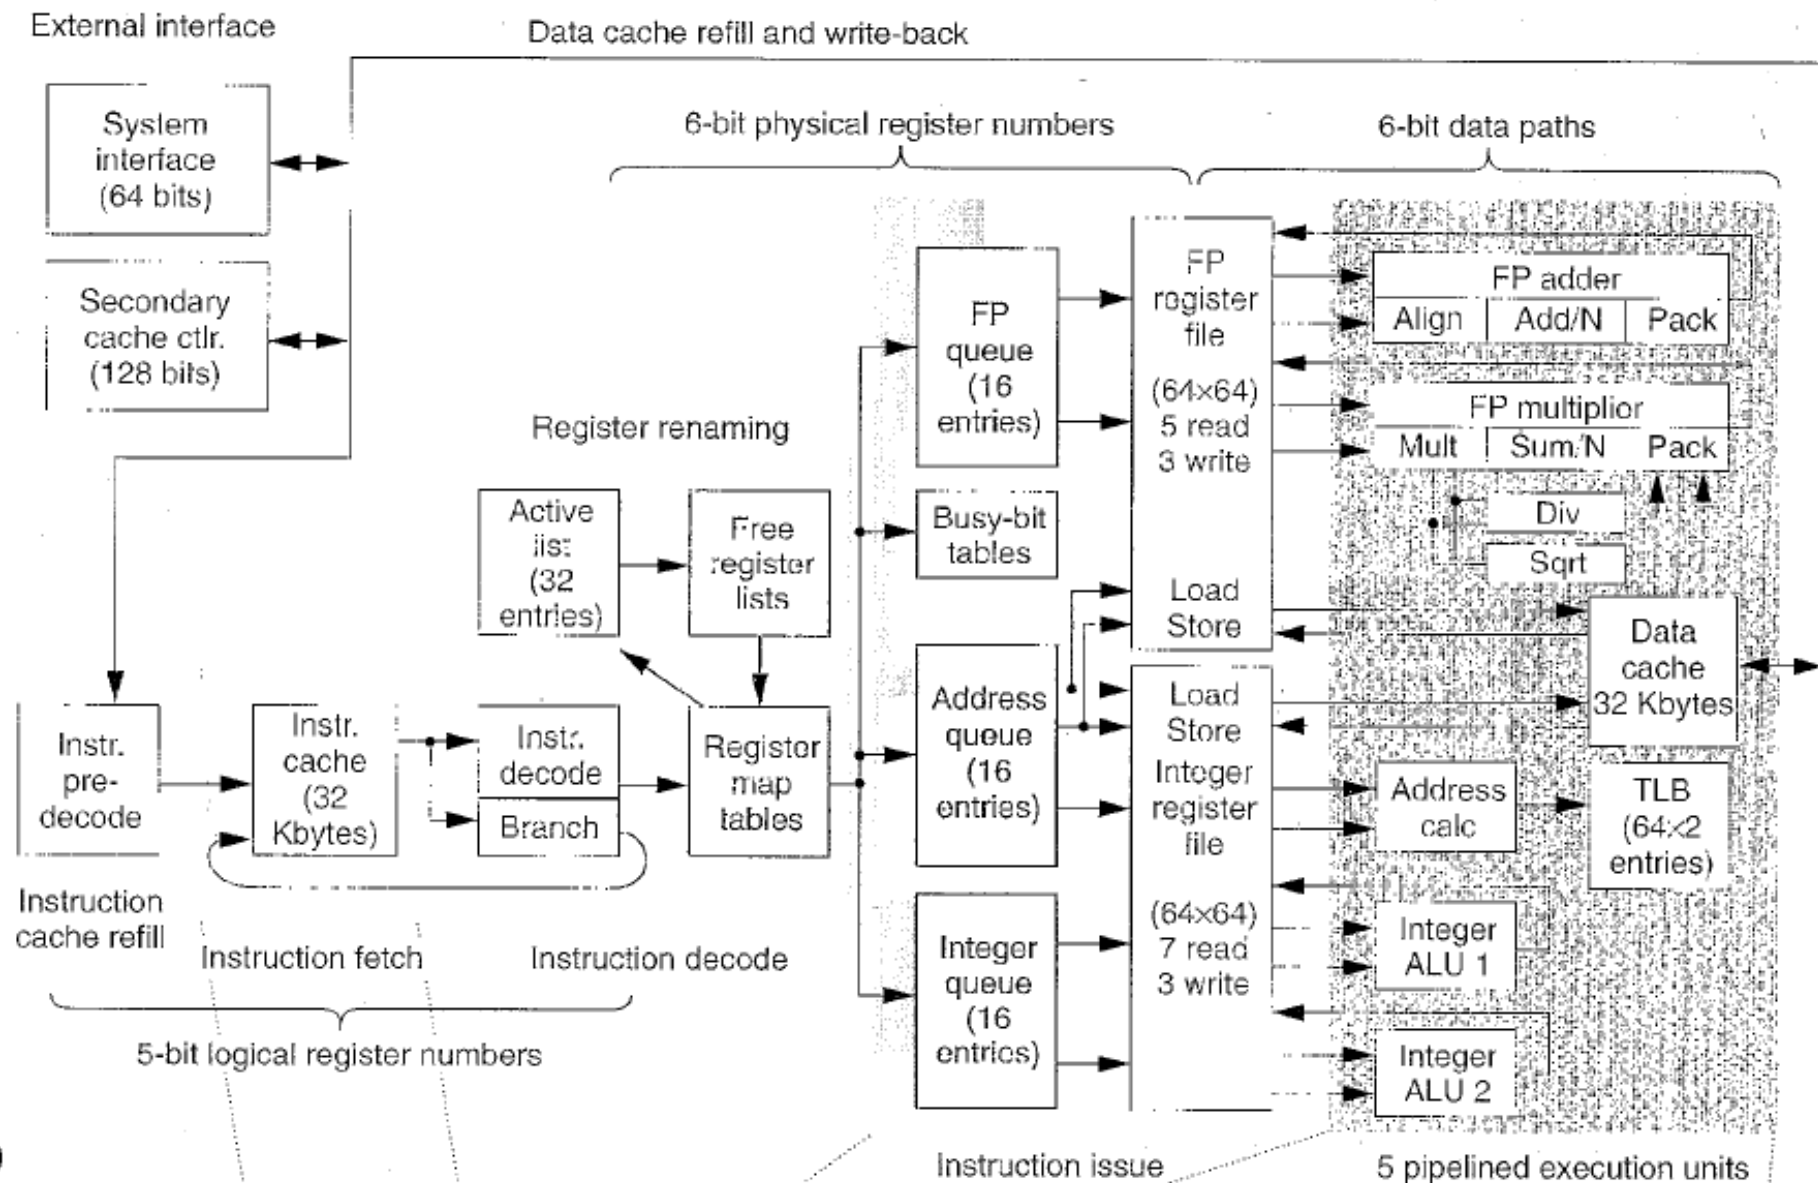 External interface
Data cache refill and write-back
System
interface
(64 bits)
6-bit physical register numbers
6-bit data paths
Secondary
cache ctlr.
(128 bits)
FP
queue
(16
entries)
FP
register
file
(64×64)
5 read
3 write
Load
Store
FP adder
Align
Add/N
Pack
FP multiplior
Mult
Sum/N
Pack
Div
Sqrt
Register renaming
Active
list
(32
entries)
Free
register
lists
Busy-bit
tables
Data
cache
32 Kbytes
Instr.
pre-
decode
Instr.
cache
(32
Kbytes)
Instr.
decode
Branch
Register
map
tables
Address
queue
(16
entries)
Load
Store
Integer
register
file
(64×64)
7 read
3 write
Address
calc
TLB
(64×2
entries)
Integer
queue
(16
entries)
Integer
ALU 1
Integer
ALU 2
Instruction
cache refill
Instruction fetch
Instruction decode
5-bit logical register numbers
Instruction issue
5 pipelined execution units